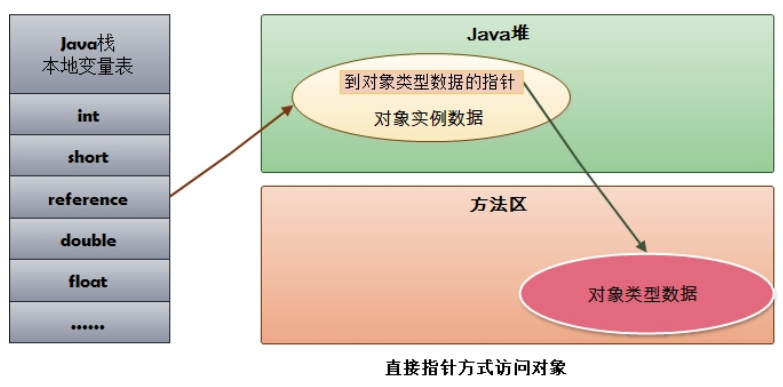 Java栈
本地变量表
int
short
reference
double
float
......
Java堆
到对象类型数据的指针
对象实例数据
方法区
对象类型数据
直接指针方式访问对象